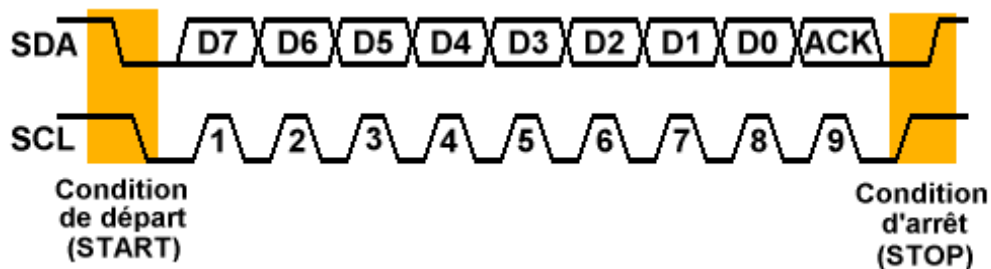 SDA D7 D6 D5 D4 D3 D2 D1 D0 ACK
SCL 1 2 3 4 5 6 7 8 9
Condition
de départ
(START)
Condition
d'arrêt
(STOP)